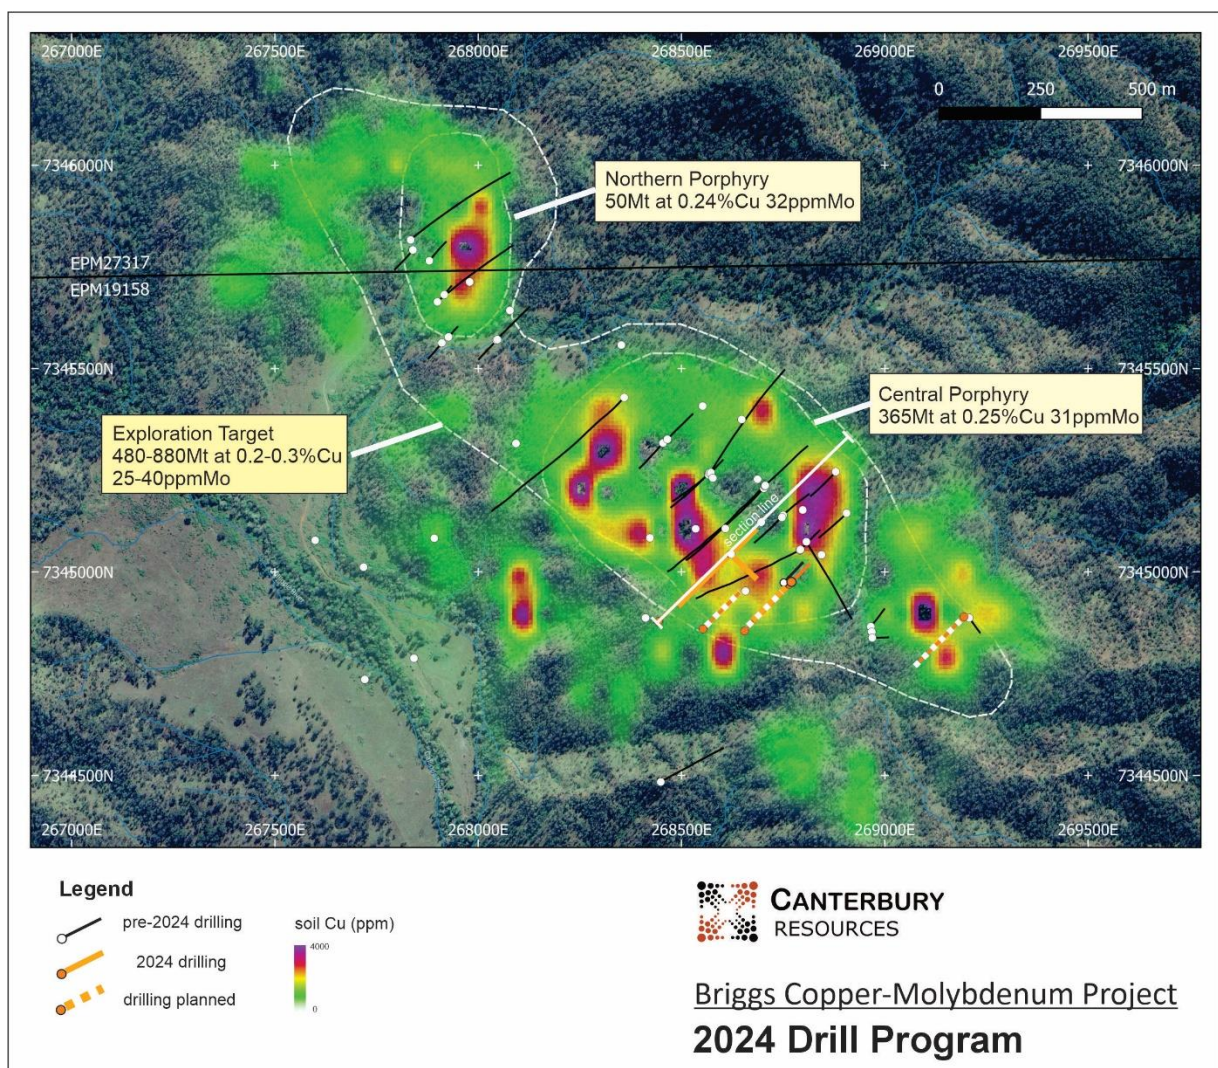 267000E
267500E
268000E
268500E
269000E
269500E
0
250
500 m
7346000N
7346000N
Northern Porphyry
50Mt at 0.24%Cu 32ppmMo
EPM27317
EPM19158
7345500N
7345500N
Central Porphyry
365Mt at 0.25%Cu 31ppmMo
Exploration Target
480-880Mt at 0.2-0.3%Cu
25-40ppmMo
section line
7345000N
7345000N
7344500N
7344500N
267000E
267500E
268000E
268500E
269000E
269500E
Legend
pre-2024 drilling
2024 drilling
drilling planned
soil Cu (ppm)
4000
0
CANTERBURY
RESOURCES
Briggs Copper-Molybdenum Project
2024 Drill Program